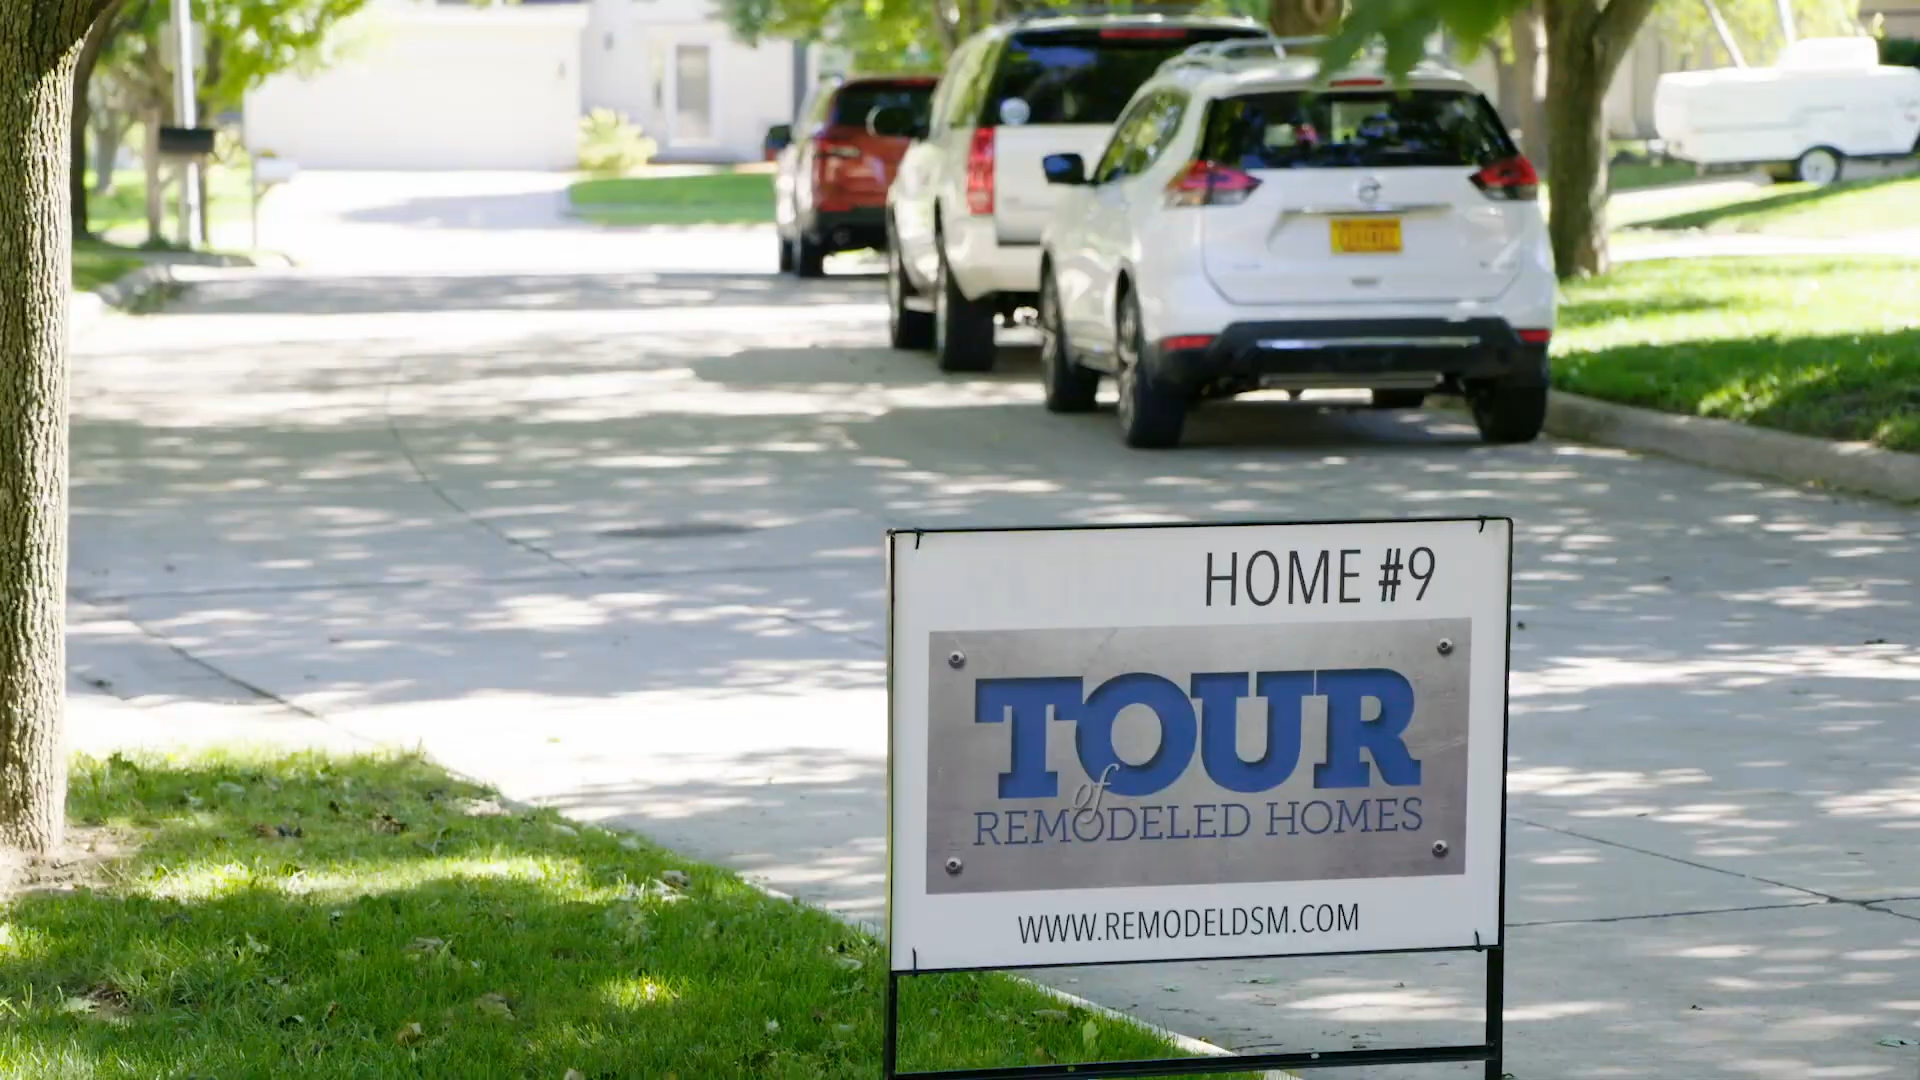 HOME #9
TOUR
of
REMODELED HOMES
WWW.REMODELDSM.COM